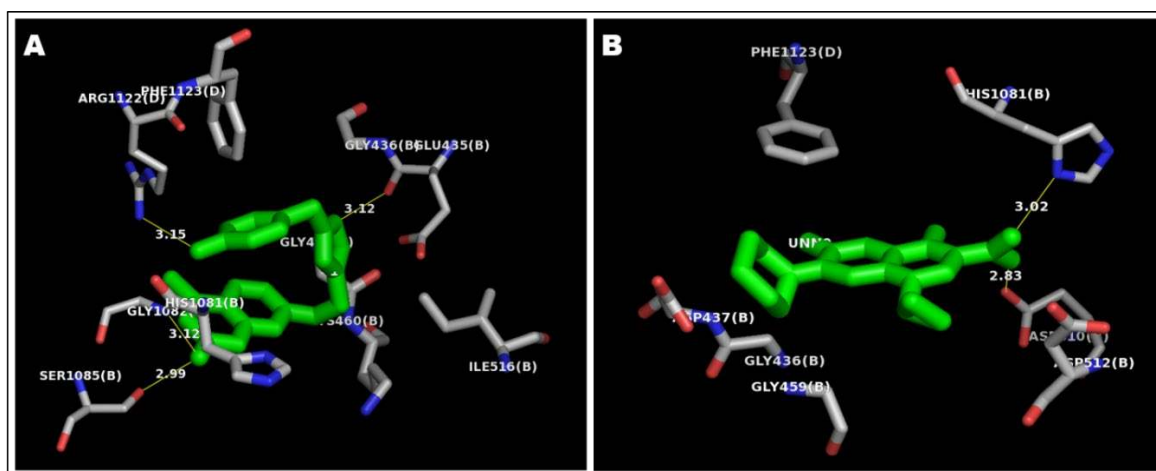 A
PHE1123(D)
ARG1122(D)
GLY436(B)
GLU435(B)
3.12
3.15
HIS1081(B)
3.12
SER1085(B)
2.99
ILE516(B)
B
PHE1123(D)
HIS1081(B)
3.02
2.83
GLY436(B)
ASP512(B)
GLY459(B)